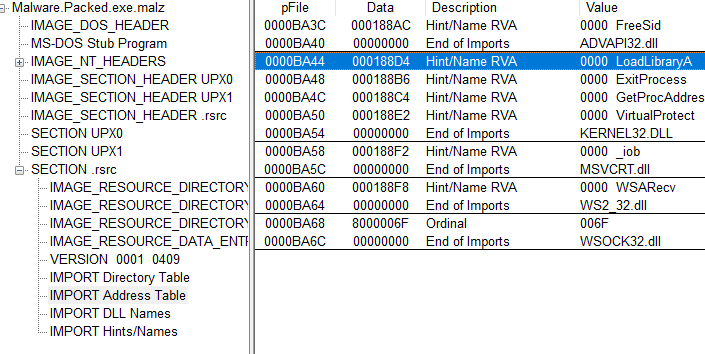 Malware.Packed.exe.malz
IMAGE_DOS_HEADER
MS-DOS Stub Program
IMAGE_NT_HEADERS
IMAGE_SECTION_HEADER UPX0
IMAGE_SECTION_HEADER UPX1
IMAGE_SECTION_HEADER .rsrc
SECTION UPX0
SECTION UPX1
SECTION .rsrc
IMAGE_RESOURCE_DIRECTORY
IMAGE_RESOURCE_DIRECTORY
IMAGE_RESOURCE_DIRECTORY
IMAGE_RESOURCE_DATA_ENT
VERSION 0001 0409
IMPORT Directory Table
IMPORT Address Table
IMPORT DLL Names
IMPORT Hints/Names
pFile Data Description Value
0000BA3C 000188AC Hint/Name RVA 0000 FreeSid
0000BA40 00000000 End of Imports ADVAPI32.dll
0000BA44 000188D4 Hint/Name RVA 0000 LoadLibraryA
0000BA48 000188B6 Hint/Name RVA 0000 ExitProcess
0000BA4C 000188C4 Hint/Name RVA 0000 GetProcAddres
0000BA50 000188E2 Hint/Name RVA 0000 VirtualProtect
0000BA54 00000000 End of Imports KERNEL32.DLL
0000BA58 000188F2 Hint/Name RVA 0000 _iob
0000BA5C 00000000 End of Imports MSVCRT.dll
0000BA60 000188F8 Hint/Name RVA 0000 WSARecv
0000BA64 00000000 End of Imports WS2_32.dll
0000BA68 8000006F Ordinal 006F
0000BA6C 00000000 End of Imports WSOCK32.dll